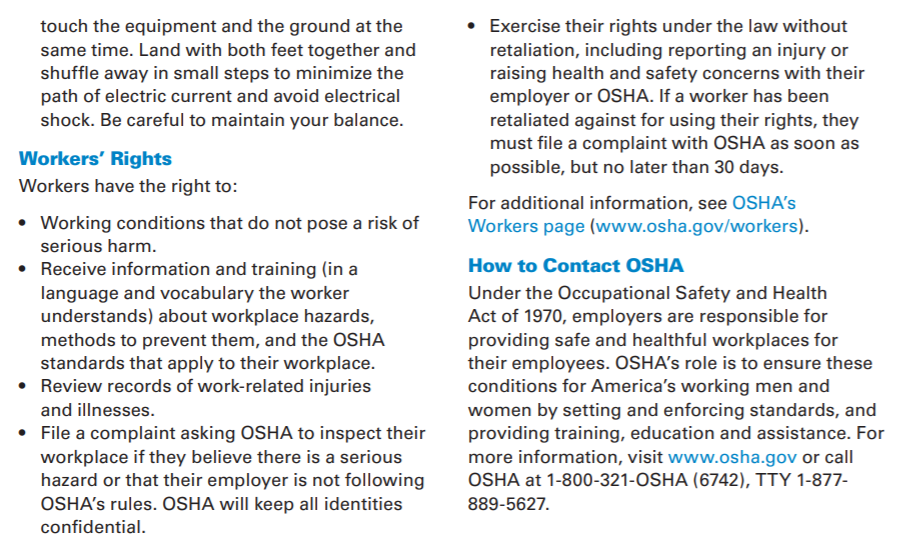 touch the equipment and the ground at the
same time. Land with both feet together and
shuffle away in small steps to minimize the
path of electric current and avoid electrical
shock. Be careful to maintain your balance.
Workers’ Rights
Workers have the right to:
• Working conditions that do not pose a risk of
serious harm.
• Receive information and training (in a
language and vocabulary the worker
understands) about workplace hazards,
methods to prevent them, and the OSHA
standards that apply to their workplace.
• Review records of work-related injuries
and illnesses.
• File a complaint asking OSHA to inspect their
workplace if they believe there is a serious
hazard or that their employer is not following
OSHA’s rules. OSHA will keep all identities
confidential.
• Exercise their rights under the law without
retaliation, including reporting an injury or
raising health and safety concerns with their
employer or OSHA. If a worker has been
retaliated against for using their rights, they
must file a complaint with OSHA as soon as
possible, but no later than 30 days.
For additional information, see OSHA’s
Workers page (www.osha.gov/workers).
How to Contact OSHA
Under the Occupational Safety and Health
Act of 1970, employers are responsible for
providing safe and healthful workplaces for
their employees. OSHA’s role is to ensure these
conditions for America’s working men and
women by setting and enforcing standards, and
providing training, education and assistance. For
more information, visit www.osha.gov or call
OSHA at 1-800-321-OSHA (6742), TTY 1-877-
889-5627.